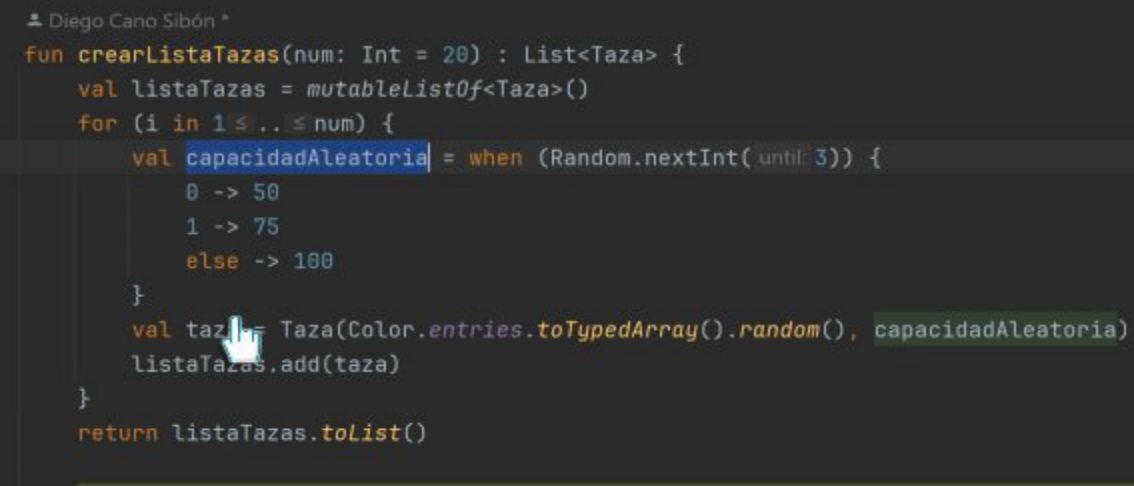 Diego Cano Sibón *
fun crearListaTazas(num: Int = 20) : List<Taza> {
val listaTazas = mutableListOf<Taza>()
for (i in 1 ≤ .. ≤ num) {
val capacidadAleatoria = when (Random.nextInt( until: 3)) {
0 -> 50
1 -> 75
else -> 100
}
val taza = Taza(Color.entries.toTypedArray().random(), capacidadAleatoria)
listaTazas.add(taza)
}
return listaTazas.toList()